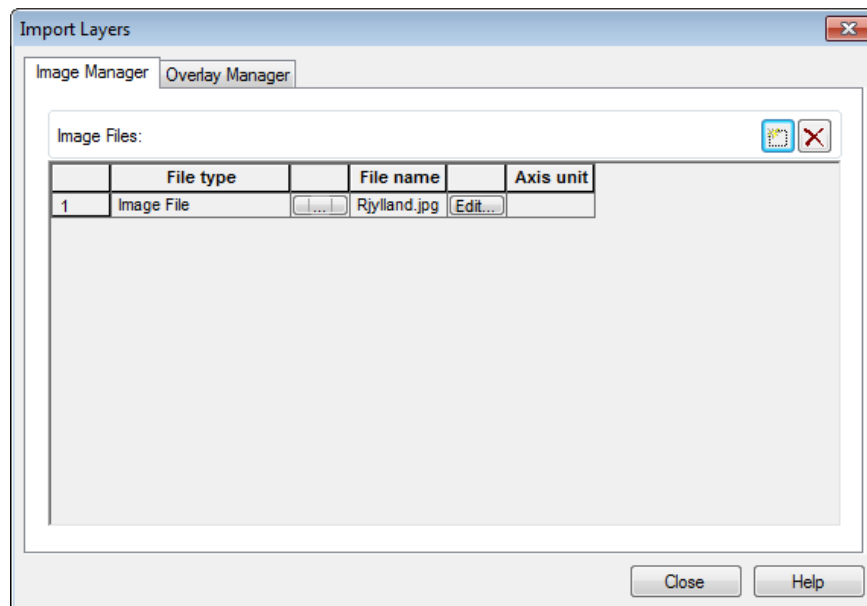 Import Layers
Image Manager Overlay Manager
Image Files:
File type File name Axis unit
1 Image File ... Rjylland.jpg Edit...
Close Help